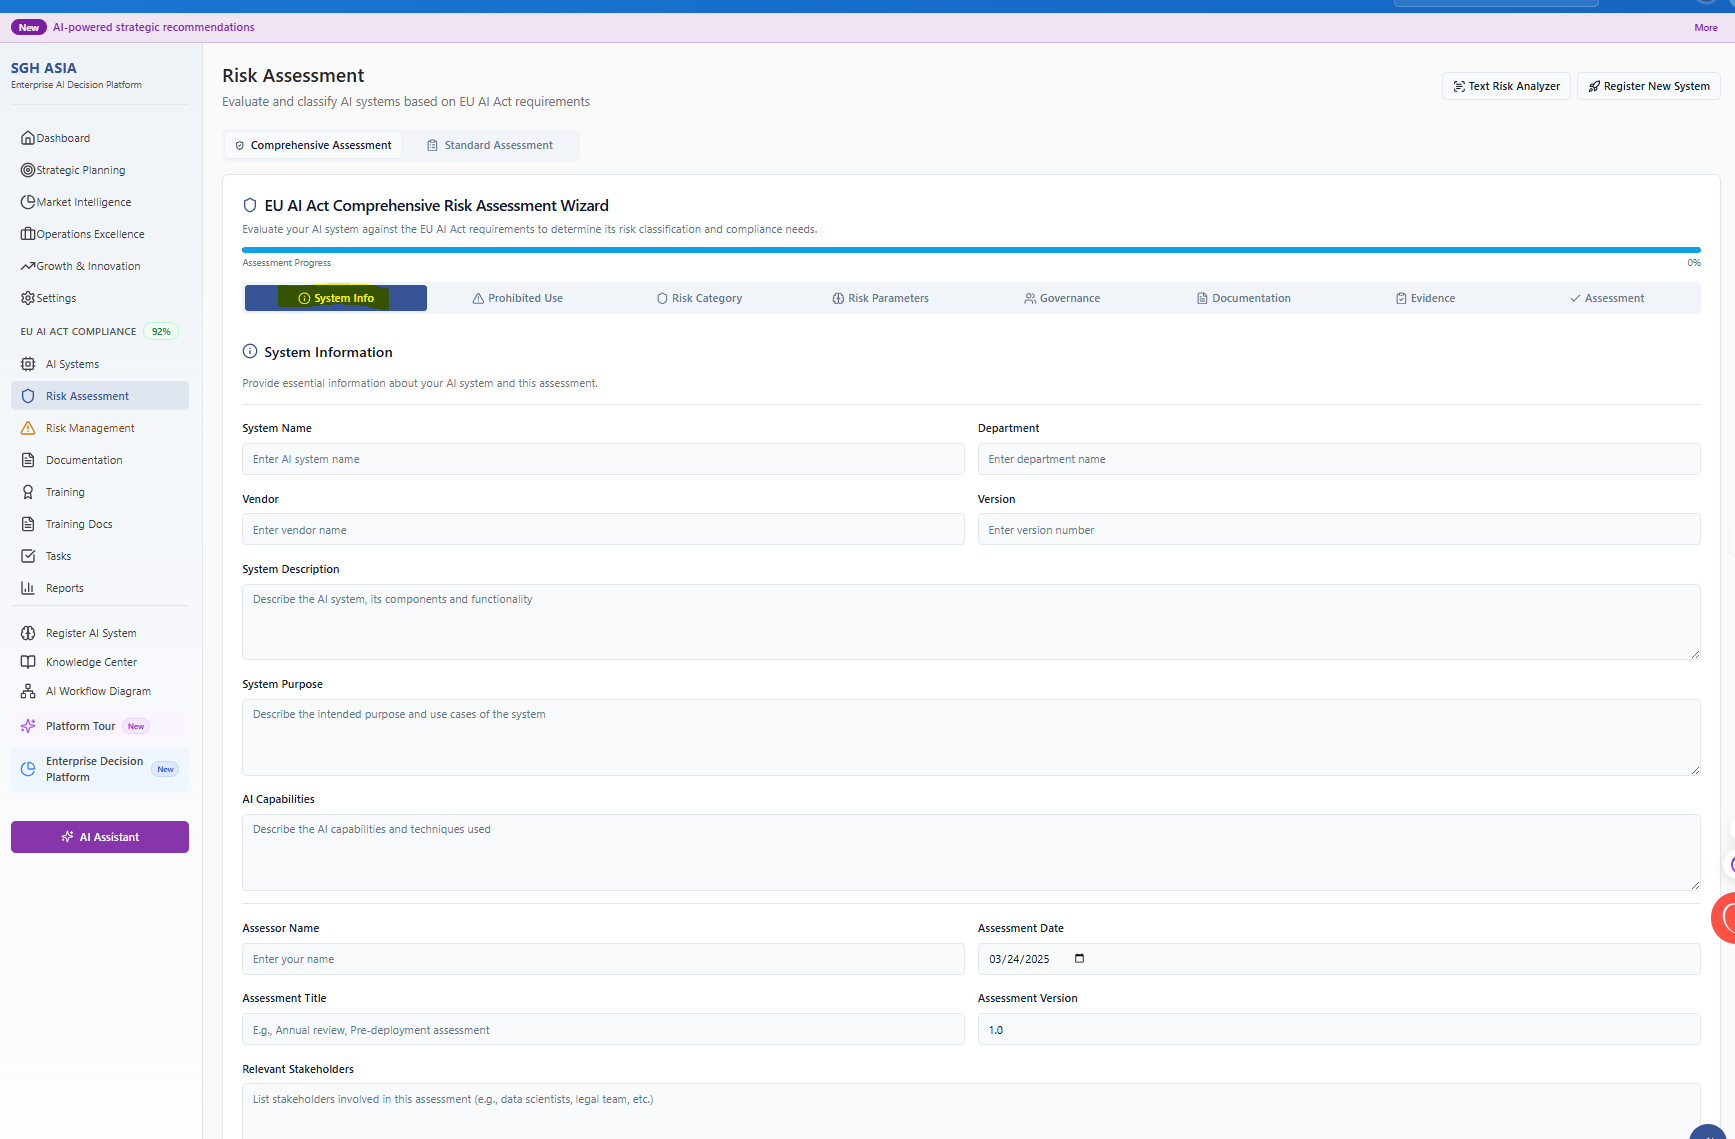 New AI-powered strategic recommendations More
SGH ASIA
Enterprise AI Decision Platform
Dashboard
Strategic Planning
Market Intelligence
Operations Excellence
Growth & Innovation
Settings
EU AI ACT COMPLIANCE 92%
AI Systems
Risk Assessment
Risk Management
Documentation
Training
Training Docs
Tasks
Reports
Register AI System
Knowledge Center
AI Workflow Diagram
Platform Tour New
Enterprise Decision
Platform
New
AI Assistant
Risk Assessment
Evaluate and classify AI systems based on EU AI Act requirements
Text Risk Analyzer Register New System
Comprehensive Assessment Standard Assessment
EU AI Act Comprehensive Risk Assessment Wizard
Evaluate your AI system against the EU AI Act requirements to determine its risk classification and compliance needs.
Assessment Progress 0%
System Info Prohibited Use Risk Category Risk Parameters Governance Documentation Evidence Assessment
System Information
Provide essential information about your AI system and this assessment.
System Name Department
Enter AI system name Enter department name
Vendor Version
Enter vendor name Enter version number
System Description
Describe the AI system, its components and functionality
System Purpose
Describe the intended purpose and use cases of the system
AI Capabilities
Describe the AI capabilities and techniques used
Assessor Name Assessment Date
Enter your name 03/24/2025
Assessment Title Assessment Version
E.g., Annual review, Pre-deployment assessment 1.0
Relevant Stakeholders
List stakeholders involved in this assessment (e.g., data scientists, legal team, etc.)